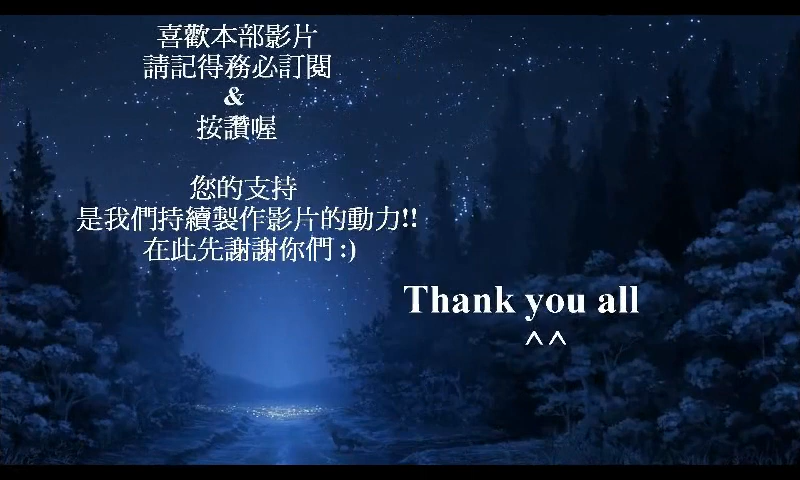 喜歡本部影片
請記得務必訂閱
&
按讚喔
您的支持
是我們持續製作影片的動力!!
在此先謝謝你們 :)
Thank you all
^^